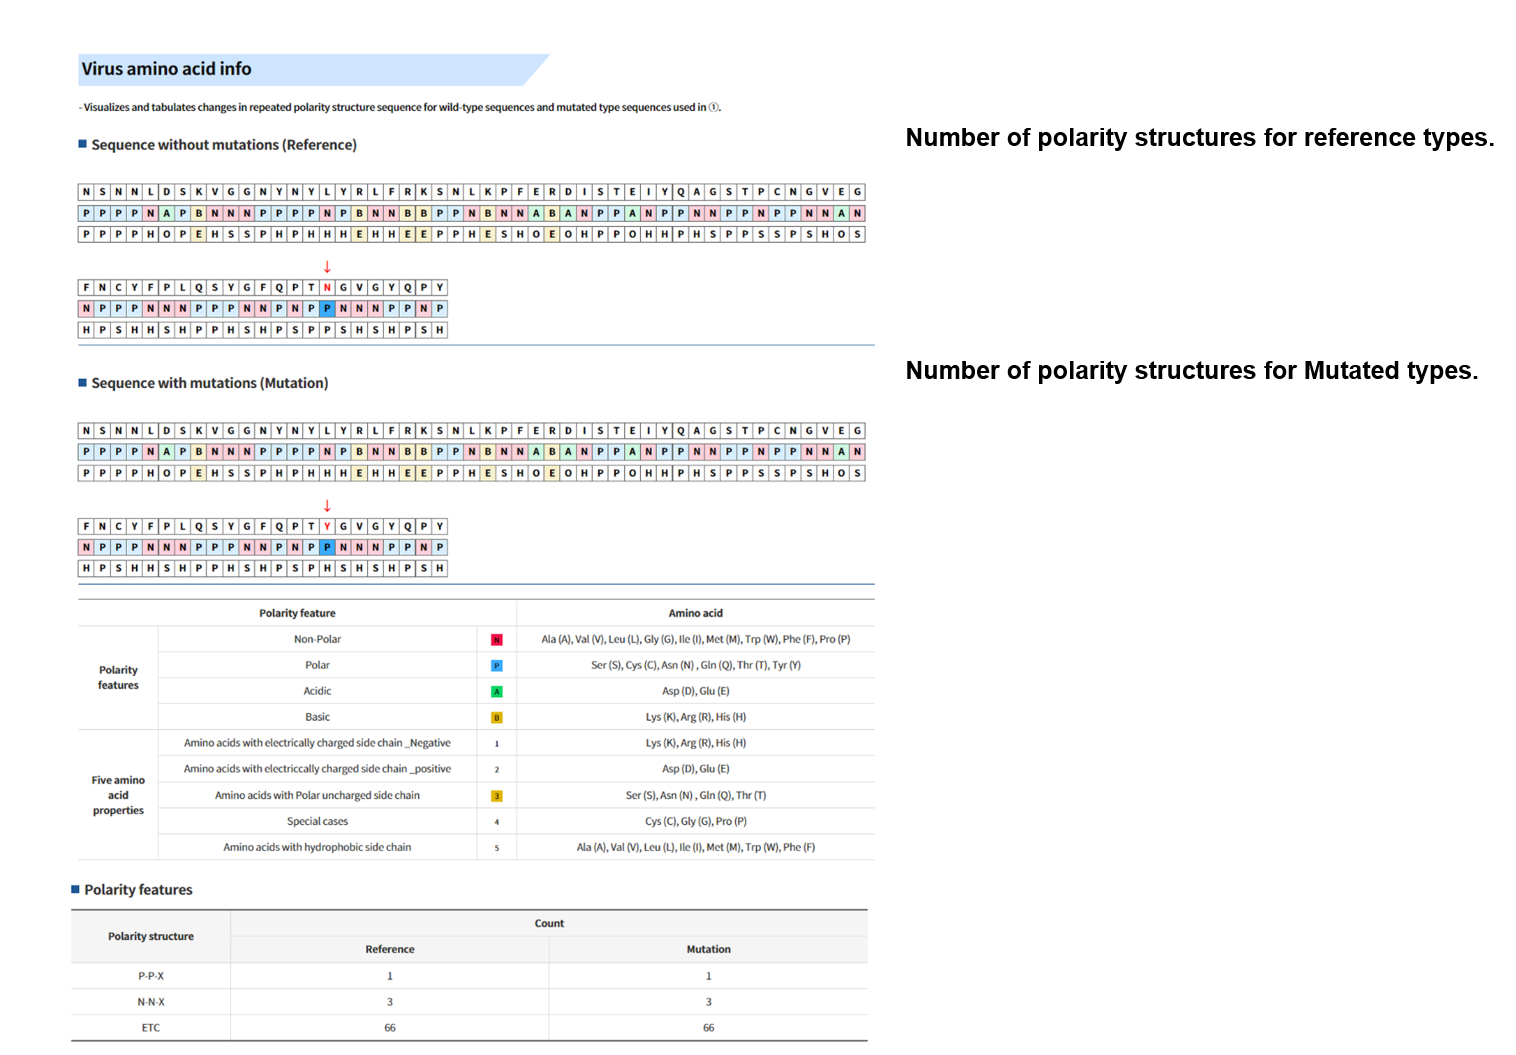 Virus amino acid info
- Visualizes and tabulates changes in repeated polarity structure sequence for wild-type sequences and mutated type sequences used in ①.
Number of polarity structures for reference types.
Sequence without mutations (Reference)
N S N N L D S K V G G N Y N Y L Y R L F R K S N L K P F E R D I S T E I Y Q A G S T P C N G V E G
P P P P N A P B N N N P P P P N P B N N B B P P N B N N A B A N P P A N P P N N P P N P P N N A N
P P P P H O P E H S S P H P H H H E H H E E P P H E S H O E O H P P O H H P H S P P S S P S H O S
↓
F N C Y F P L Q S Y G F Q P T N G V G Y Q P Y
N P P P N N N P P P N N P N P P N N N P P N P
H P S H H S H P P H S H P S P P S H S H P S H
Number of polarity structures for Mutated types.
Sequence with mutations (Mutation)
N S N N L D S K V G G N Y N Y L Y R L F R K S N L K P F E R D I S T E I Y Q A G S T P C N G V E G
P P P P N A P B N N N P P P P N P B N N B B P P N B N N A B A N P P A N P P N N P P N P P N N A N
P P P P H O P E H S S P H P H H H E H H E E P P H E S H O E O H P P O H H P H S P P S S P S H O S
↓
F N C Y F P L Q S Y G F Q P T Y G V G Y Q P Y
N P P P N N N P P P N N P N P P N N N P P N P
H P S H H S H P P H S H P S P H S H S H P S H
Polarity feature Amino acid
Polarity features
Non-Polar N Ala (A), Val (V), Leu (L), Gly (G), Ile (I), Met (M), Trp (W), Phe (F), Pro (P)
Polar P Ser (S), Cys (C), Asn (N) , Gln (Q), Thr (T), Tyr (Y)
Acidic A Asp (D), Glu (E)
Basic B Lys (K), Arg (R), His (H)
Five amino acid properties
Amino acids with electrically charged side chain _Negative 1 Lys (K), Arg (R), His (H)
Amino acids with electriccally charged side chain _positive 2 Asp (D), Glu (E)
Amino acids with Polar uncharged side chain 3 Ser (S), Asn (N) , Gln (Q), Thr (T)
Special cases 4 Cys (C), Gly (G), Pro (P)
Amino acids with hydrophobic side chain 5 Ala (A), Val (V), Leu (L), Ile (I), Met (M), Trp (W), Phe (F)
Polarity features
Polarity structure Count
Reference Mutation
P-P-X 1 1
N-N-X 3 3
ETC 66 66